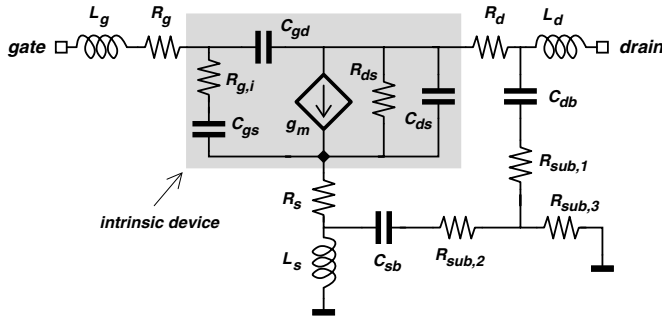 L_g
R_g
C_gd
R_d
L_d
gate
drain
R_g,i
R_ds
C_gs
g_m
C_ds
C_db
R_sub,1
R_s
R_sub,3
intrinsic device
L_s
C_sb
R_sub,2